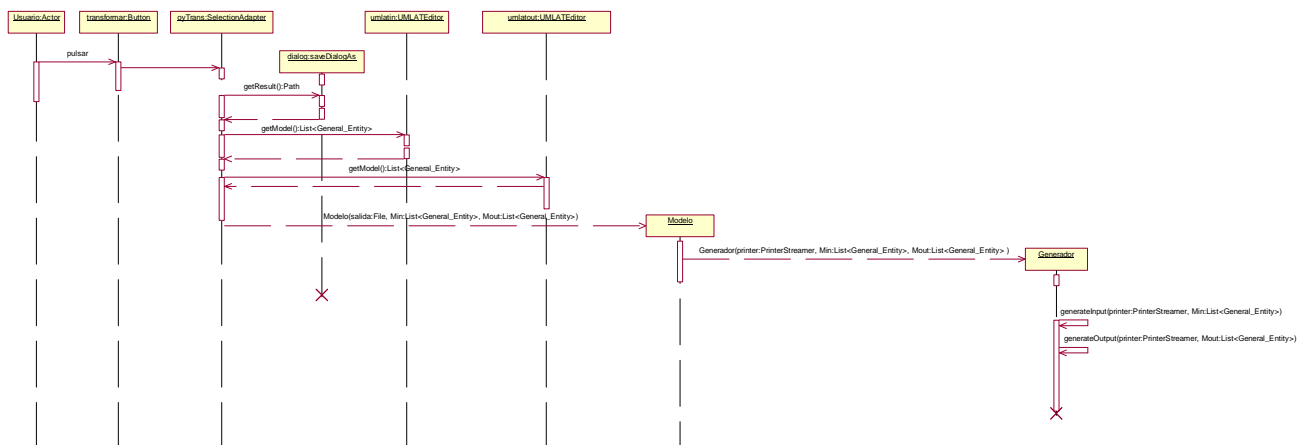 Usuario:Actor
transformar:Button
oyTrans:SelectionAdapter
umlatin:UMLATEditor
umlatout:UMLATEditor
pulsar
dialog:saveDialogAs
getResult():Path
getModel():List<General_Entity>
getModel():List<General_Entity>
Modelo(salida:File, Min:List<General_Entity>, Mout:List<General_Entity>)
Modelo
Generador(printer:PrinterStreamer, Min:List<General_Entity>, Mout:List<General_Entity> )
Generador
generateInput(printer:PrinterStreamer, Min:List<General_Entity>)
generateOutput(printer:PrinterStreamer, Mout:List<General_Entity>)